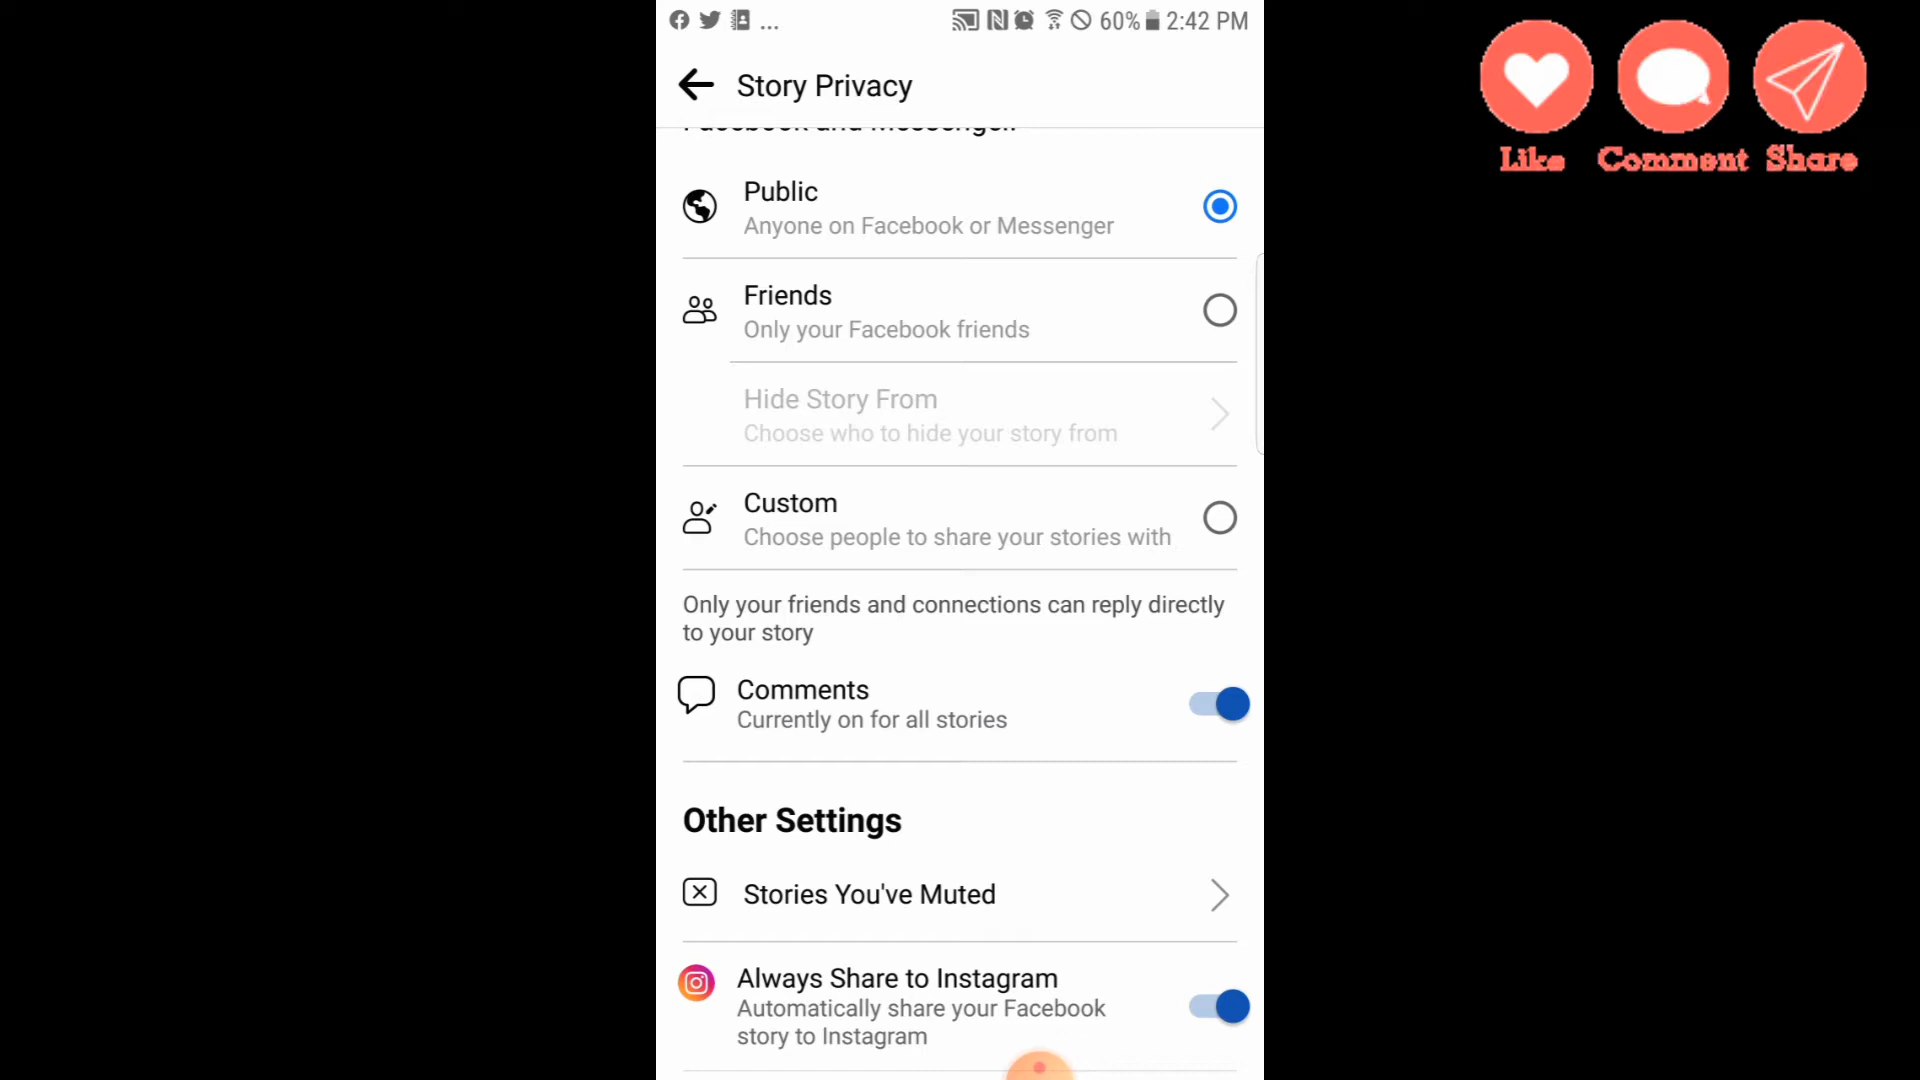 ... 60% 2:42 PM
Story Privacy
Facebook and Messenger.
Public
Anyone on Facebook or Messenger
Friends
Only your Facebook friends
Hide Story From
Choose who to hide your story from
Custom
Choose people to share your stories with
Only your friends and connections can reply directly
to your story
Comments
Currently on for all stories
Other Settings
Stories You've Muted
Always Share to Instagram
Automatically share your Facebook
story to Instagram
Like Comment Share